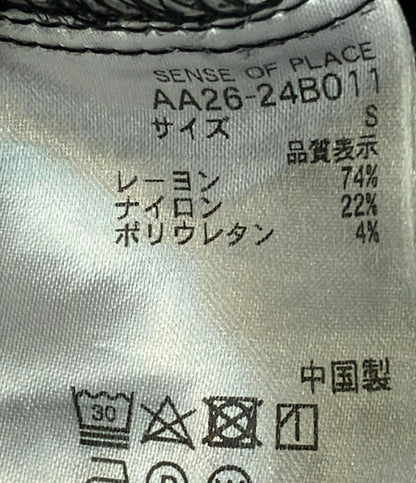 SENSE OF PLACE
AA26-24B011
サイズ S
品質表示
レーヨン 74%
ナイロン 22%
ポリウレタン 4%
中国製
30